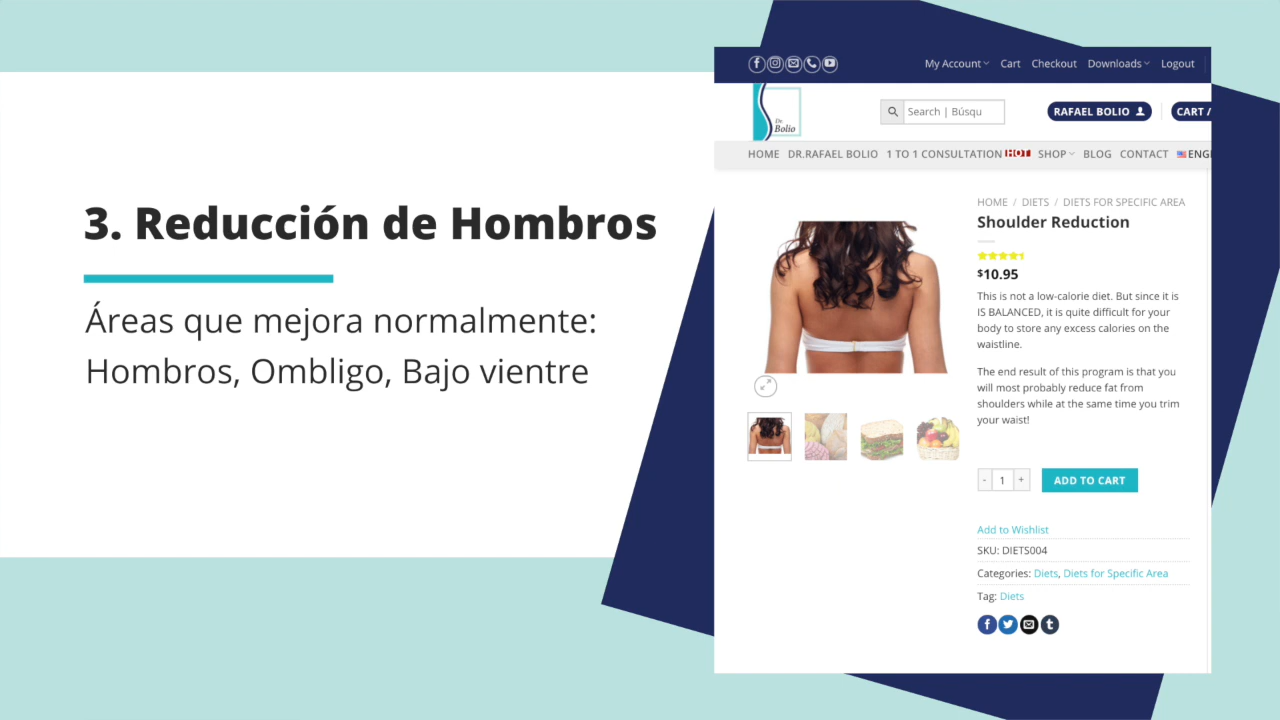 3. Reducción de Hombros
Áreas que mejora normalmente:
Hombros, Ombligo, Bajo vientre
My Account Cart Checkout Downloads Logout
Dr. Bolio
Search | Búsqu
RAFAEL BOLIO
CART /
HOME DR.RAFAEL BOLIO 1 TO 1 CONSULTATION HOT SHOP BLOG CONTACT ENGL
HOME / DIETS / DIETS FOR SPECIFIC AREA
Shoulder Reduction
$10.95
This is not a low-calorie diet. But since it is
IS BALANCED, it is quite difficult for your
body to store any excess calories on the
waistline.
The end result of this program is that you
will most probably reduce fat from
shoulders while at the same time you trim
your waist!
- 1 +
ADD TO CART
Add to Wishlist
SKU: DIETS004
Categories: Diets, Diets for Specific Area
Tag: Diets